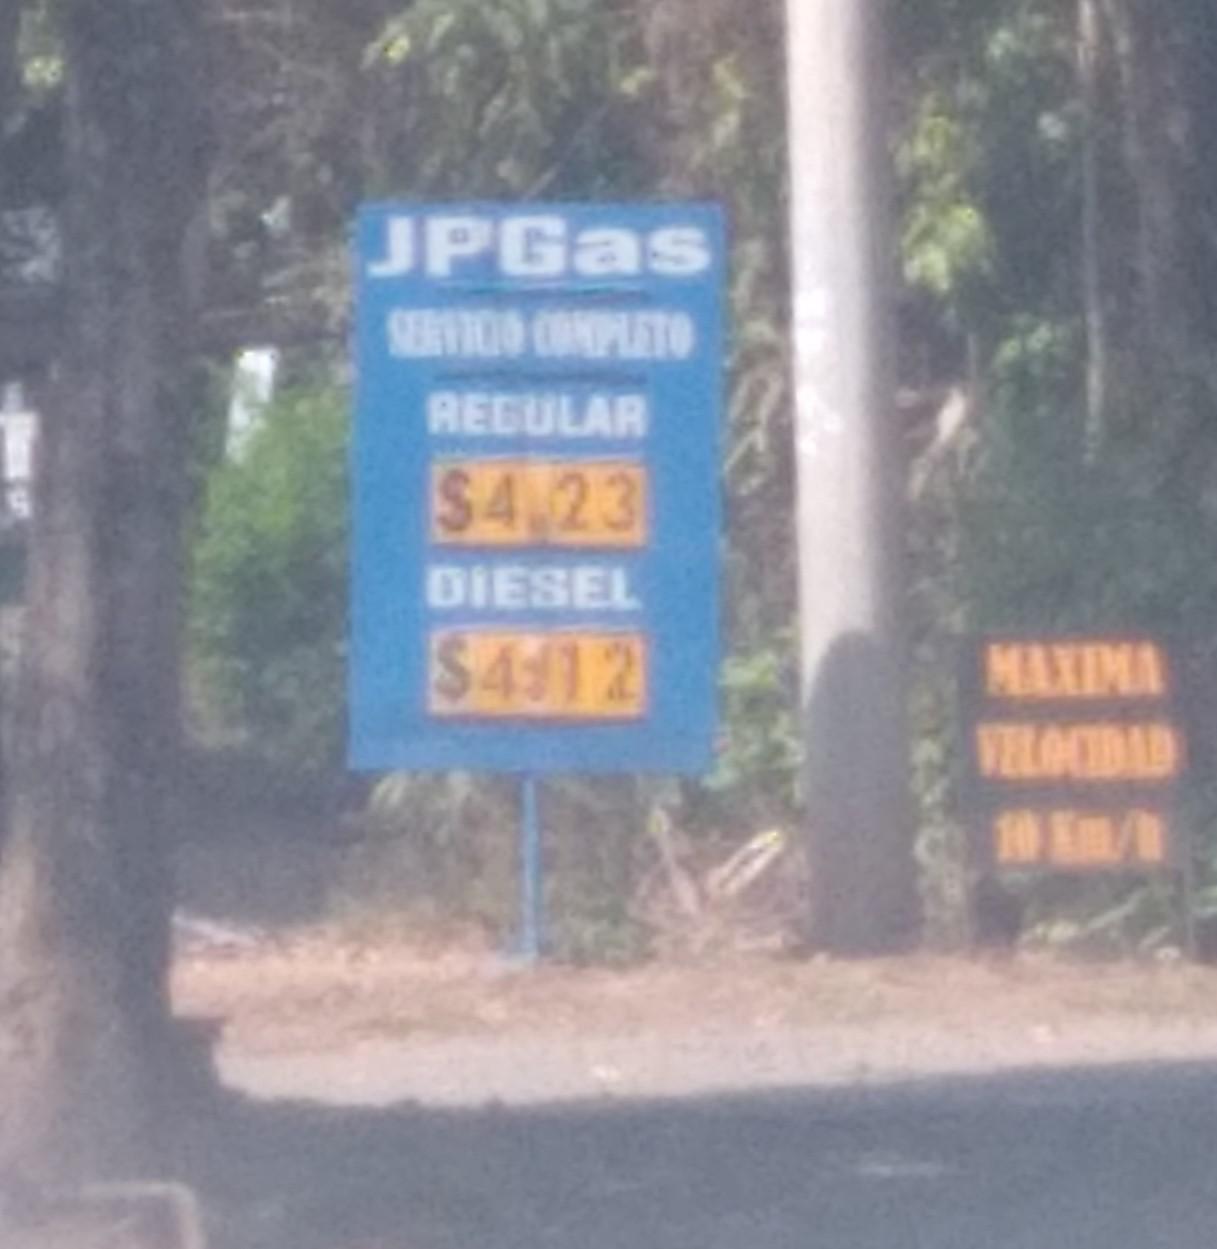 JPGas
SERVICIO COMPLETO
REGULAR
$4.23
DIESEL
$4.12
MAXIMA
VELOCIDAD
10 Km/h